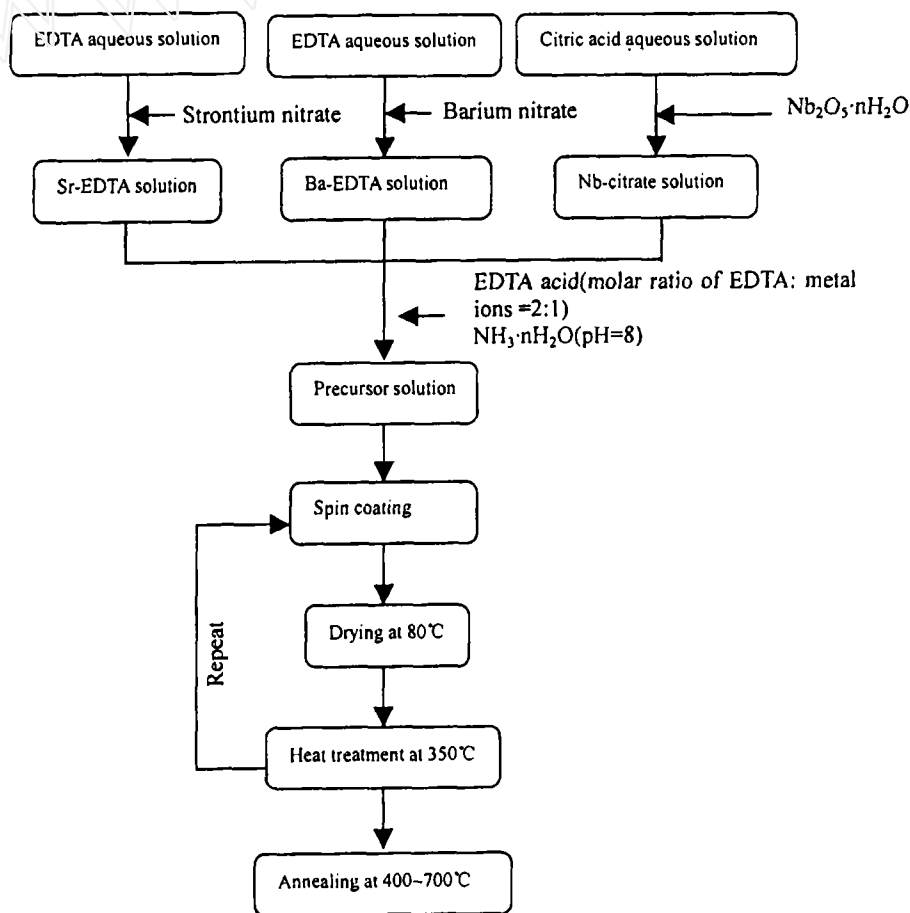 EDTA aqueous solution
EDTA aqueous solution
Citric acid aqueous solution
Strontium nitrate
Barium nitrate
Nb₂O₅·nH₂O
Sr-EDTA solution
Ba-EDTA solution
Nb-citrate solution
EDTA acid(molar ratio of EDTA: metal
ions =2:1)
NH₃·nH₂O(pH=8)
Precursor solution
Spin coating
Drying at 80℃
Repeat
Heat treatment at 350℃
Annealing at 400~700℃